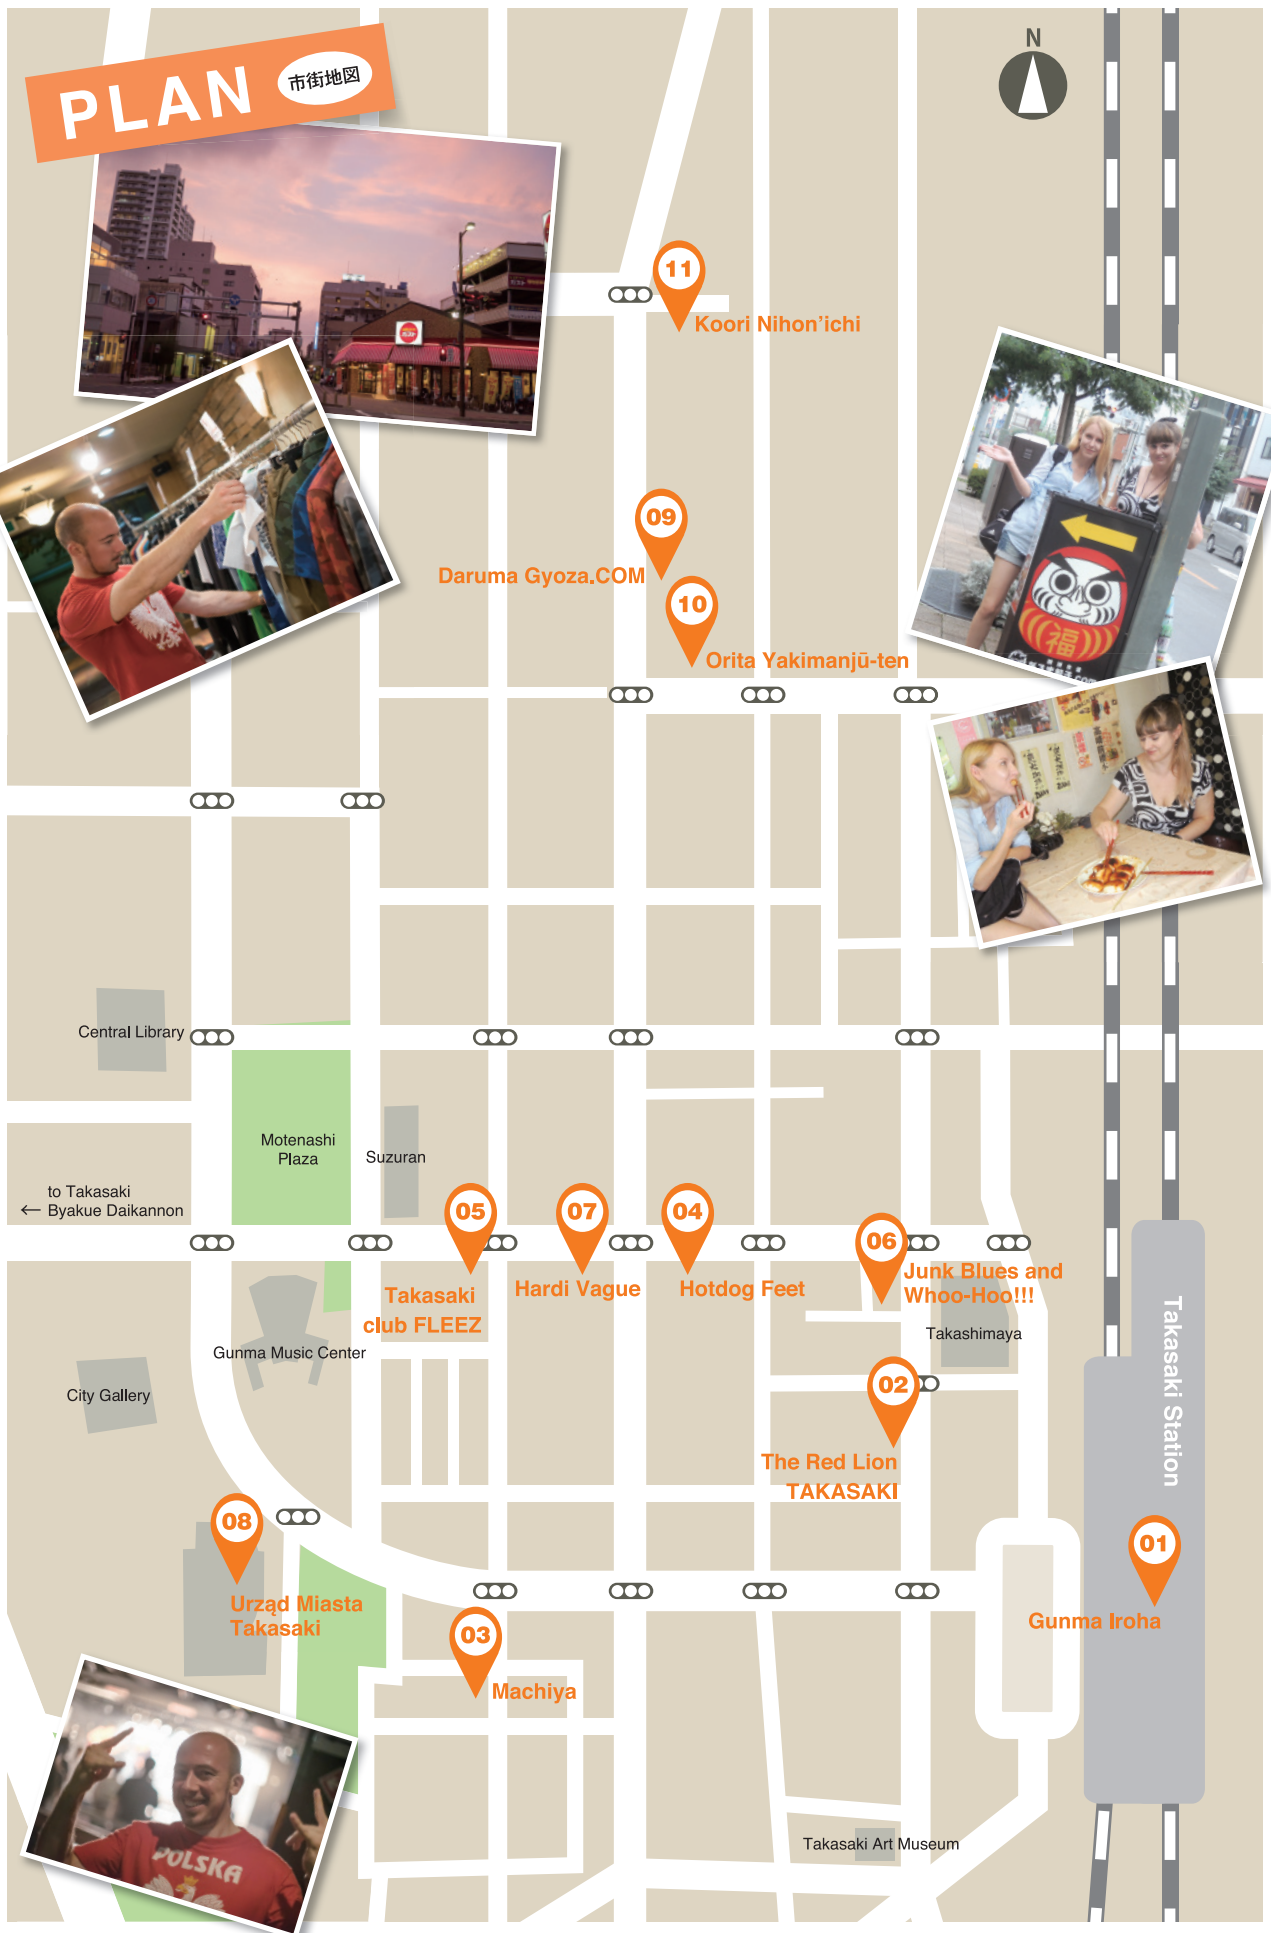 PLAN
市街地図
N
11
Koori Nihon'ichi
09
Daruma Gyoza.COM
10
Orita Yakimanjū-ten
福
Central Library
Motenashi
Plaza
Suzuran
to Takasaki
← Byakue Daikannon
05
Takasaki
club FLEEZ
07
Hardi Vague
04
Hotdog Feet
06
Junk Blues and
Whoo-Hoo!!!
Takashimaya
Gunma Music Center
City Gallery
02
The Red Lion
TAKASAKI
Takasaki Station
01
Gunma Iroha
08
Urząd Miasta
Takasaki
03
Machiya
Takasaki Art Museum
POLSKA